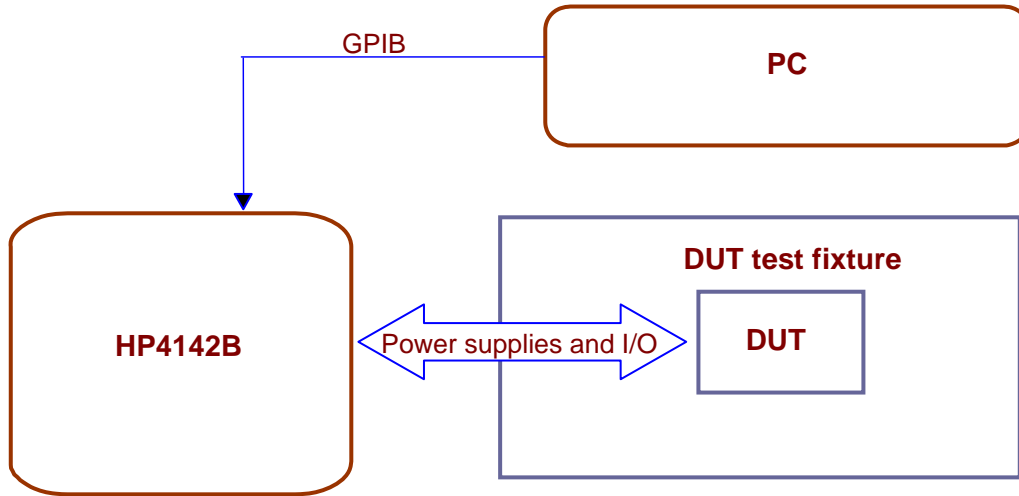 GPIB
PC
DUT test fixture
HP4142B
Power supplies and I/O
DUT